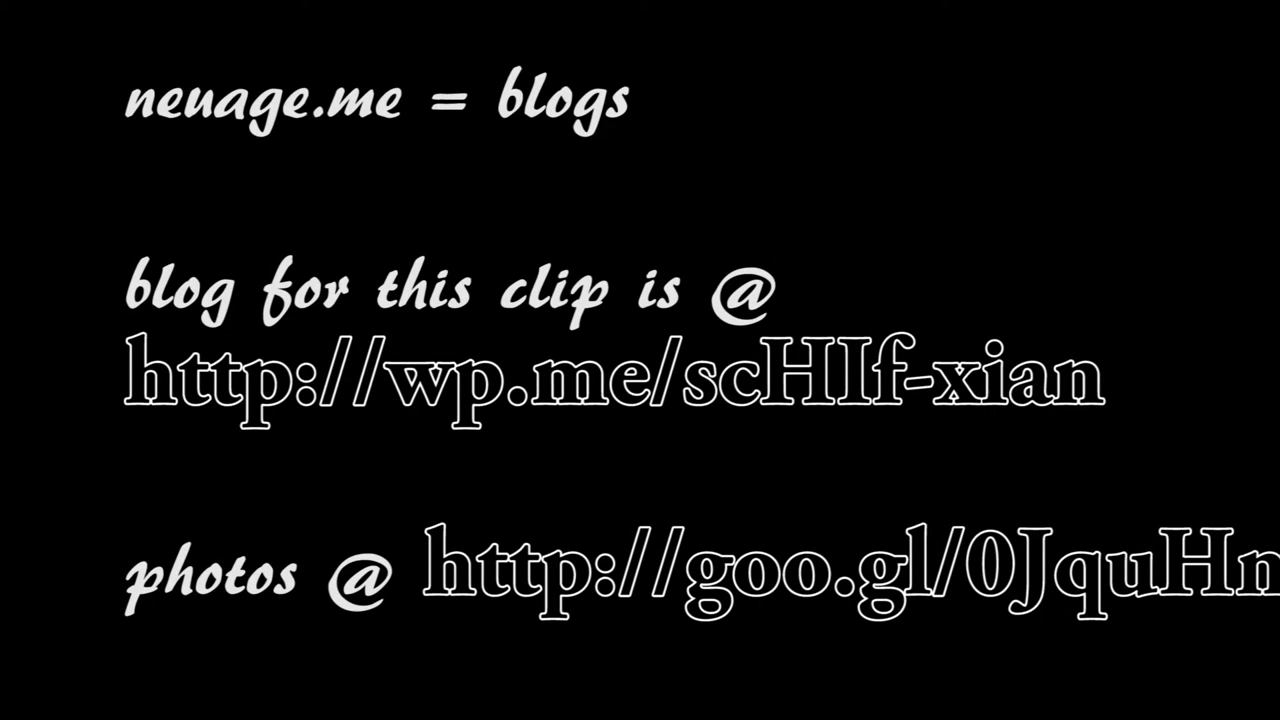 neuage.me = blogs
blog for this clip is @
http://wp.me/scHIf-xian
photos @ http://goo.gl/0JquHn